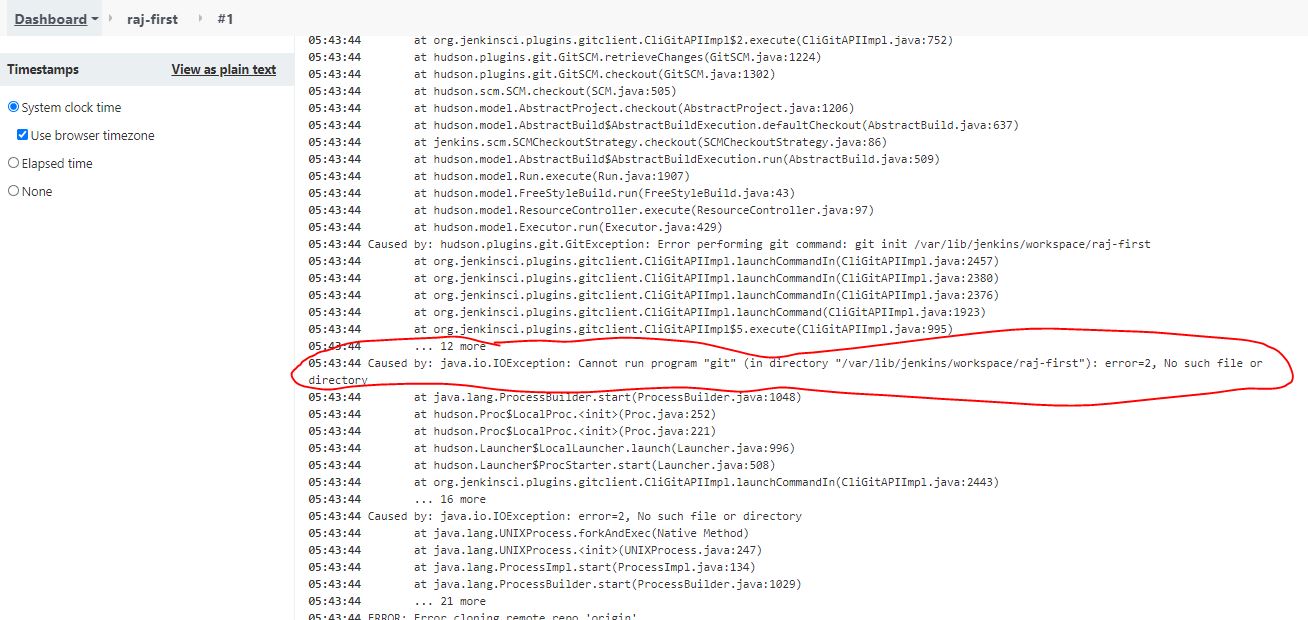 Dashboard raj-first #1
Timestamps View as plain text
System clock time
Use browser timezone
Elapsed time
None
05:43:44 at org.jenkinsci.plugins.gitclient.CliGitAPIImpl$2.execute(CliGitAPIImpl.java:752)
05:43:44 at hudson.plugins.git.GitSCM.retrieveChanges(GitSCM.java:1224)
05:43:44 at hudson.plugins.git.GitSCM.checkout(GitSCM.java:1302)
05:43:44 at hudson.scm.SCM.checkout(SCM.java:505)
05:43:44 at hudson.model.AbstractProject.checkout(AbstractProject.java:1206)
05:43:44 at hudson.model.AbstractBuild$AbstractBuildExecution.defaultCheckout(AbstractBuild.java:637)
05:43:44 at jenkins.scm.SCMCheckoutStrategy.checkout(SCMCheckoutStrategy.java:86)
05:43:44 at hudson.model.AbstractBuild$AbstractBuildExecution.run(AbstractBuild.java:509)
05:43:44 at hudson.model.Run.execute(Run.java:1907)
05:43:44 at hudson.model.FreeStyleBuild.run(FreeStyleBuild.java:43)
05:43:44 at hudson.model.ResourceController.execute(ResourceController.java:97)
05:43:44 at hudson.model.Executor.run(Executor.java:429)
05:43:44 Caused by: hudson.plugins.git.GitException: Error performing git command: git init /var/lib/jenkins/workspace/raj-first
05:43:44 at org.jenkinsci.plugins.gitclient.CliGitAPIImpl.launchCommandIn(CliGitAPIImpl.java:2457)
05:43:44 at org.jenkinsci.plugins.gitclient.CliGitAPIImpl.launchCommandIn(CliGitAPIImpl.java:2380)
05:43:44 at org.jenkinsci.plugins.gitclient.CliGitAPIImpl.launchCommandIn(CliGitAPIImpl.java:2376)
05:43:44 at org.jenkinsci.plugins.gitclient.CliGitAPIImpl.launchCommand(CliGitAPIImpl.java:1923)
05:43:44 at org.jenkinsci.plugins.gitclient.CliGitAPIImpl$5.execute(CliGitAPIImpl.java:995)
05:43:44 ... 12 more
05:43:44 Caused by: java.io.IOException: Cannot run program "git" (in directory "/var/lib/jenkins/workspace/raj-first"): error=2, No such file or
directory
05:43:44 at java.lang.ProcessBuilder.start(ProcessBuilder.java:1048)
05:43:44 at hudson.Proc$LocalProc.<init>(Proc.java:252)
05:43:44 at hudson.Proc$LocalProc.<init>(Proc.java:221)
05:43:44 at hudson.Launcher$LocalLauncher.launch(Launcher.java:996)
05:43:44 at hudson.Launcher$ProcStarter.start(Launcher.java:508)
05:43:44 at org.jenkinsci.plugins.gitclient.CliGitAPIImpl.launchCommandIn(CliGitAPIImpl.java:2443)
05:43:44 ... 16 more
05:43:44 Caused by: java.io.IOException: error=2, No such file or directory
05:43:44 at java.lang.UNIXProcess.forkAndExec(Native Method)
05:43:44 at java.lang.UNIXProcess.<init>(UNIXProcess.java:247)
05:43:44 at java.lang.ProcessImpl.start(ProcessImpl.java:134)
05:43:44 at java.lang.ProcessBuilder.start(ProcessBuilder.java:1029)
05:43:44 ... 21 more
05:43:44 ERROR: Error cloning remote repo 'origin'